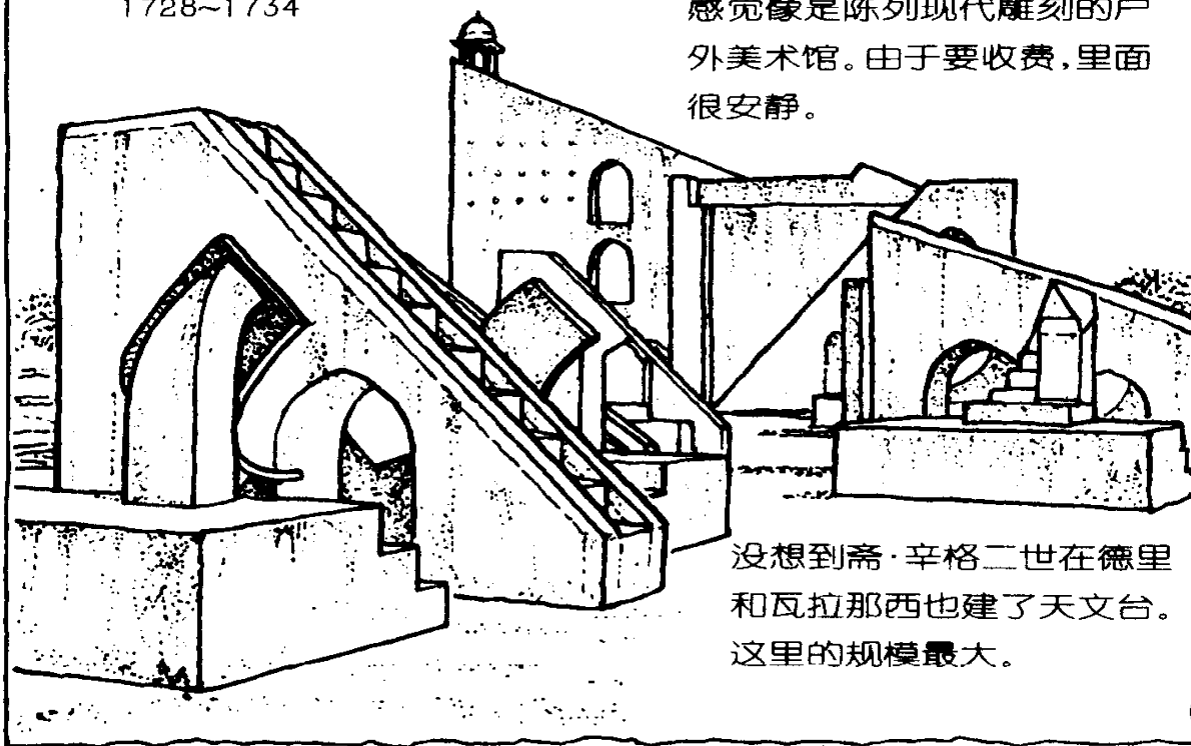 1728~1734
感觉像是陈列现代雕刻的户
外美术馆。由于要收费,里面
很安静。
没想到斋·辛格二世在德里
和瓦拉那西也建了天文台。
这里的规模最大。